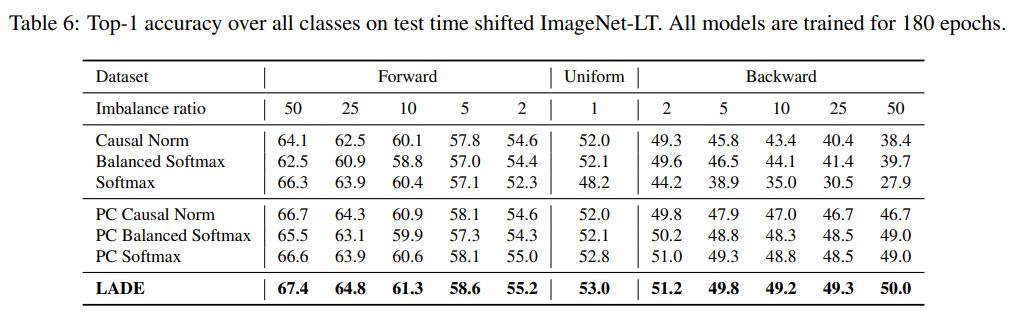 Table 6: Top-1 accuracy over all classes on test time shifted ImageNet-LT. All models are trained for 180 epochs.
Dataset Forward Uniform Backward
Imbalance ratio 50 25 10 5 2 1 2 5 10 25 50
Causal Norm 64.1 62.5 60.1 57.8 54.6 52.0 49.3 45.8 43.4 40.4 38.4
Balanced Softmax 62.5 60.9 58.8 57.0 54.4 52.1 49.6 46.5 44.1 41.4 39.7
Softmax 66.3 63.9 60.4 57.1 52.3 48.2 44.2 38.9 35.0 30.5 27.9
PC Causal Norm 66.7 64.3 60.9 58.1 54.6 52.0 49.8 47.9 47.0 46.7 46.7
PC Balanced Softmax 65.5 63.1 59.9 57.3 54.3 52.1 50.2 48.8 48.3 48.5 49.0
PC Softmax 66.6 63.9 60.6 58.1 55.0 52.8 51.0 49.3 48.8 48.5 49.0
LADE 67.4 64.8 61.3 58.6 55.2 53.0 51.2 49.8 49.2 49.3 50.0